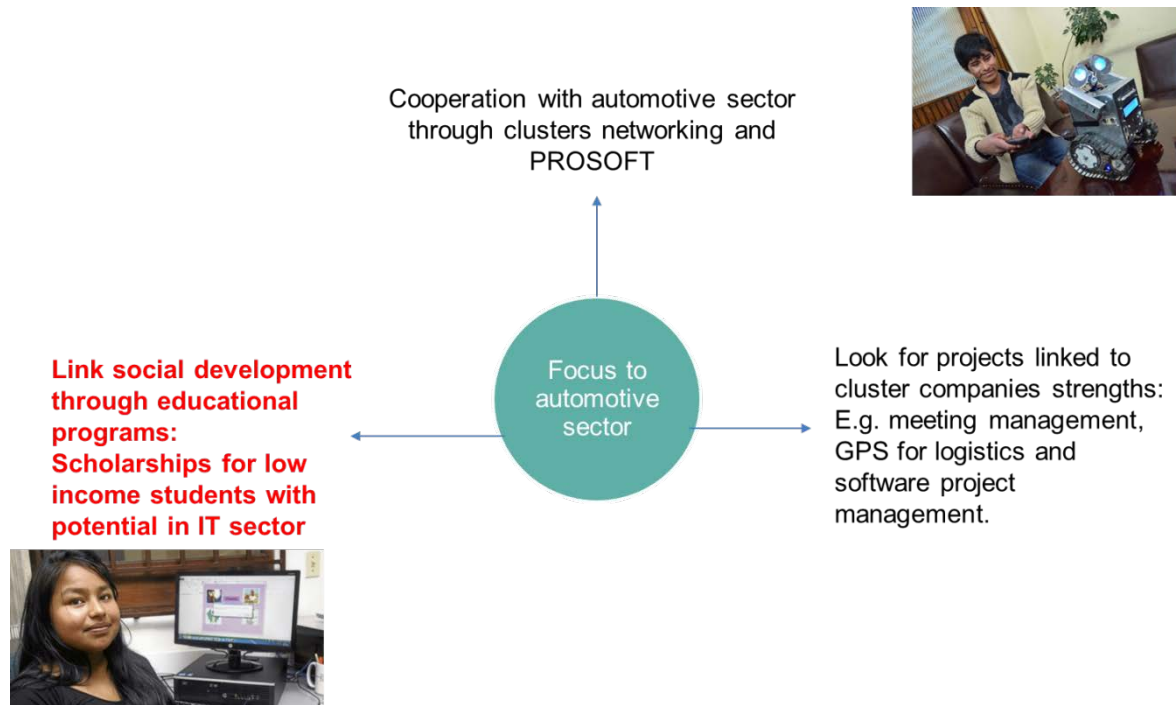 Cooperation with automotive sector
through clusters networking and
PROSOFT
Focus to
automotive
sector
Link social development
through educational
programs:
Scholarships for low
income students with
potential in IT sector
Look for projects linked to
cluster companies strengths:
E.g. meeting management,
GPS for logistics and
software project
management.